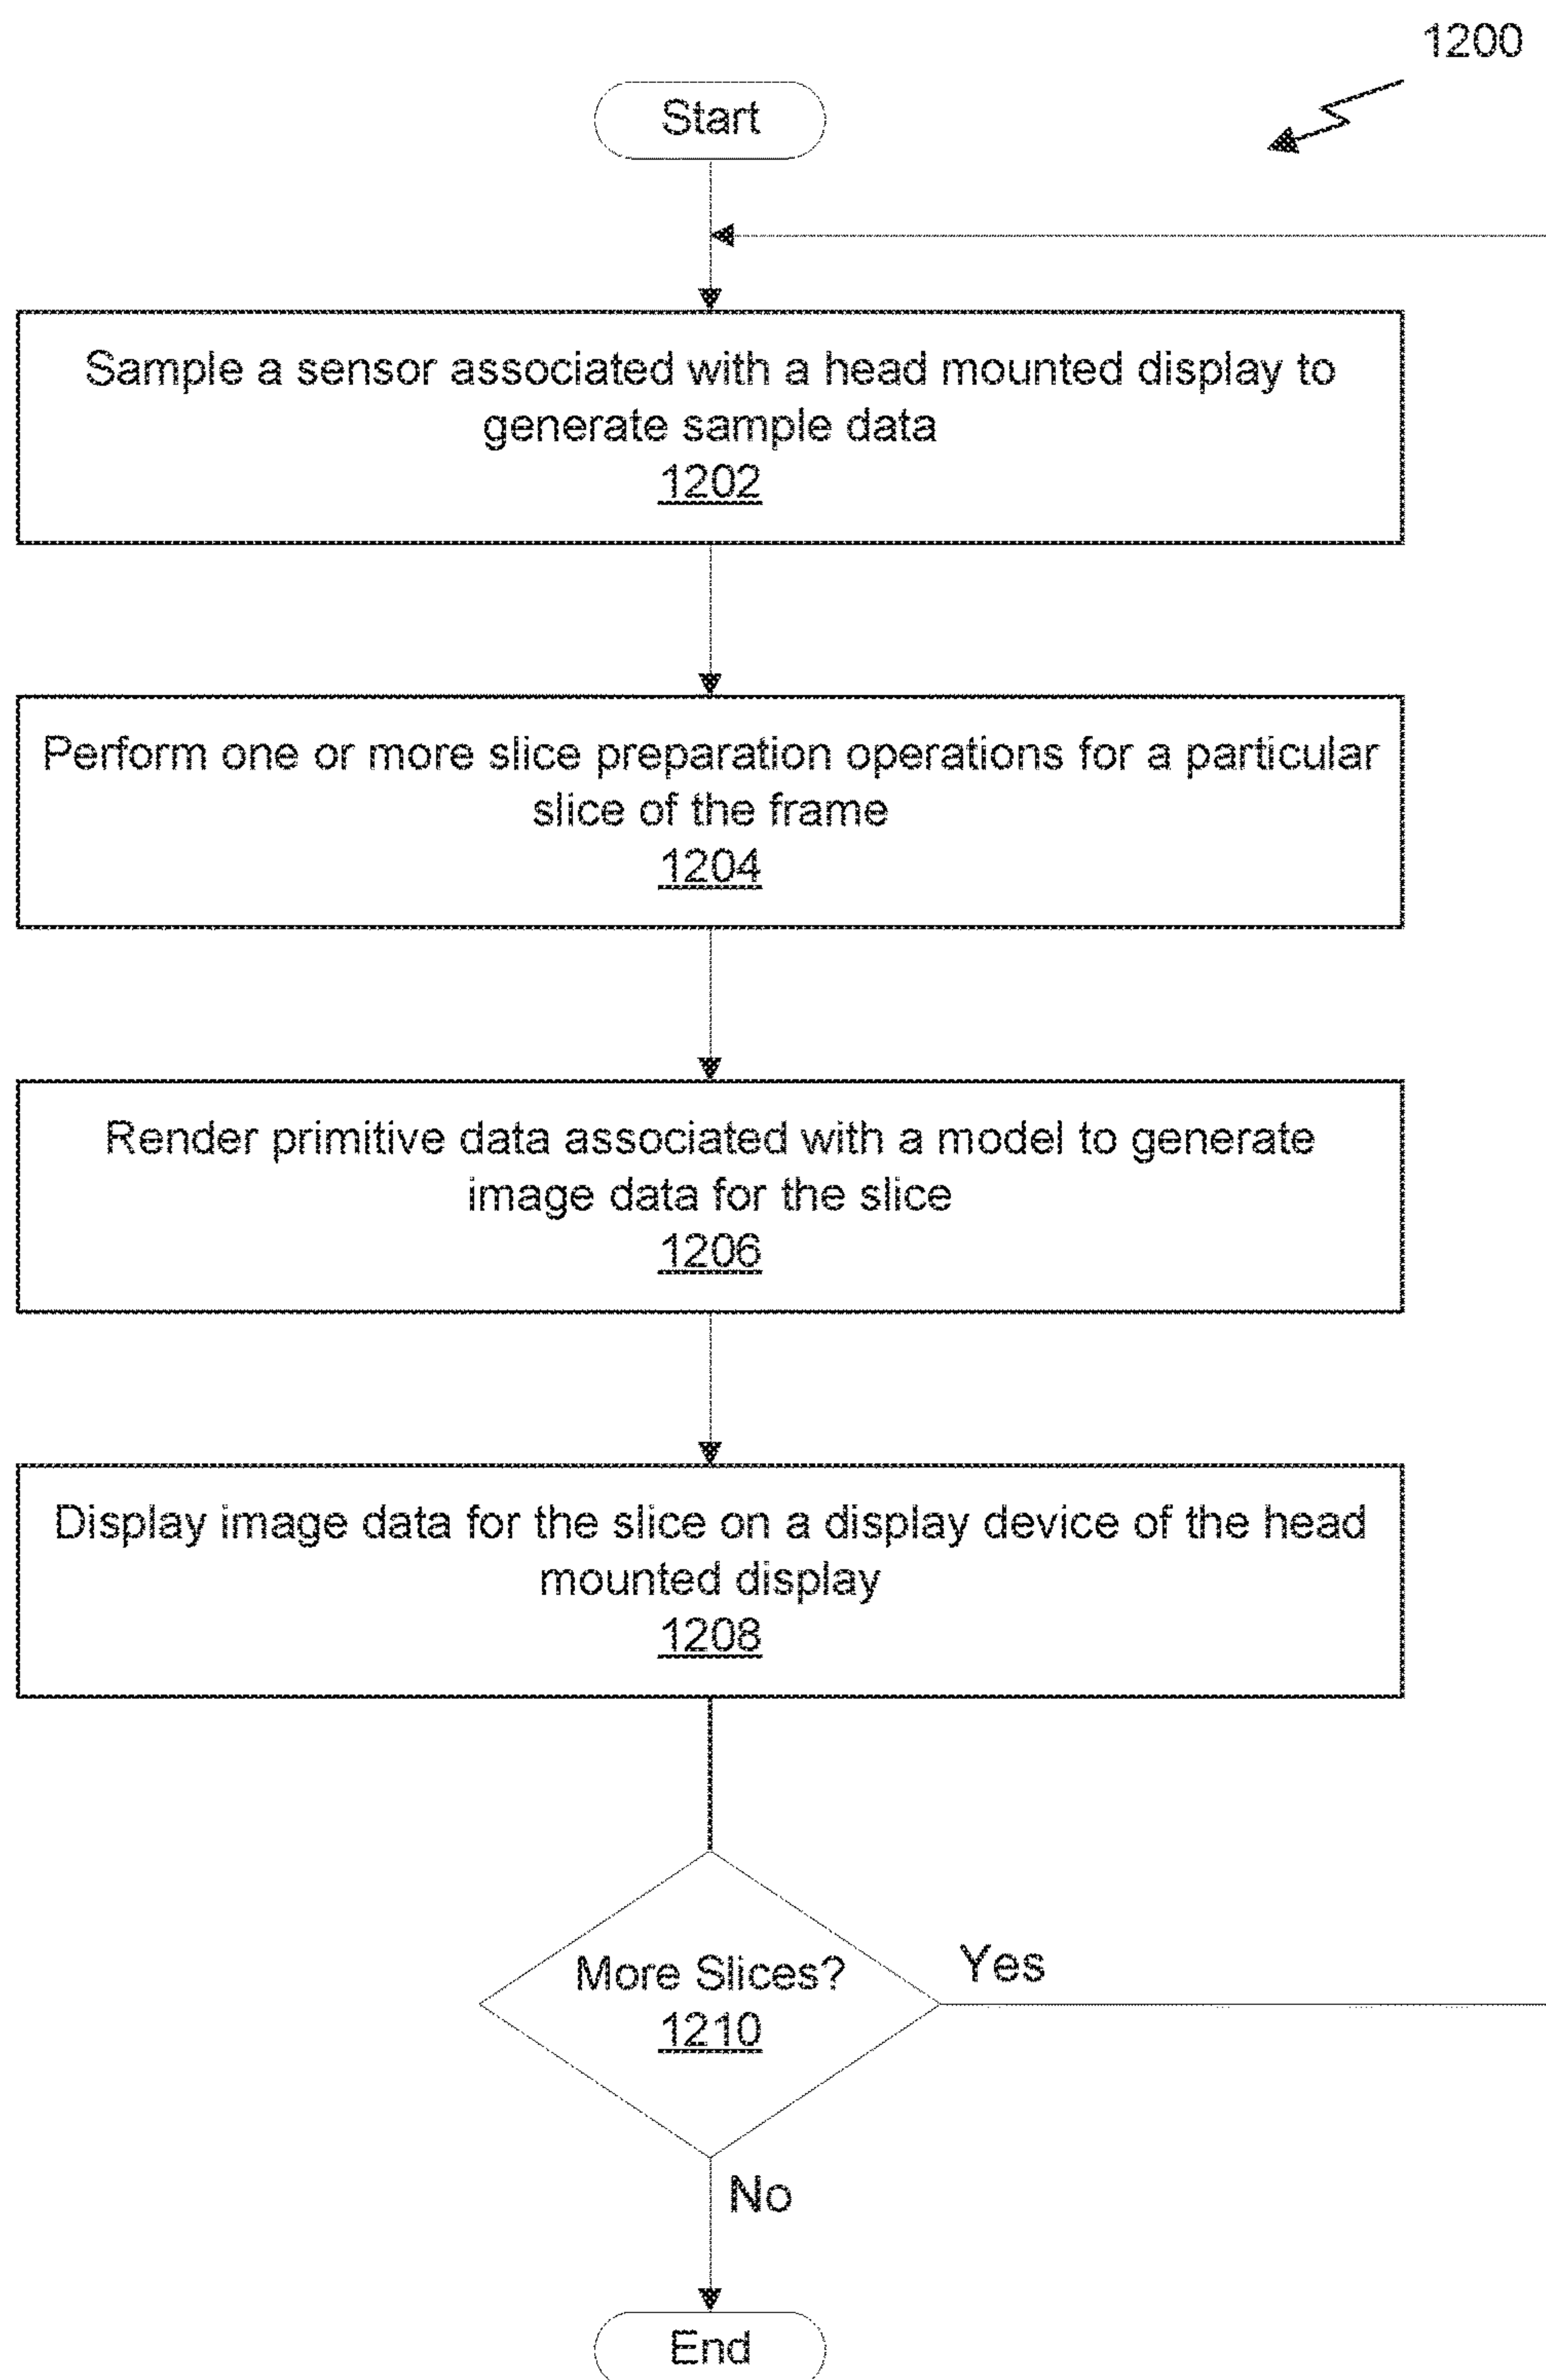 1200
Start
Sample a sensor associated with a head mounted display to
generate sample data
1202
Perform one or more slice preparation operations for a particular
slice of the frame
1204
Render primitive data associated with a model to generate
image data for the slice
1206
Display image data for the slice on a display device of the head
mounted display
1208
More Slices?
1210
Yes
No
End